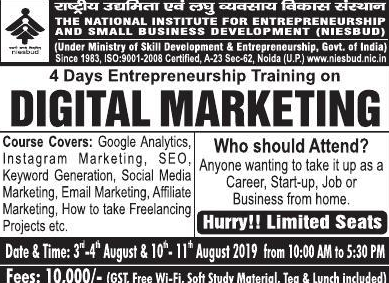 राष्ट्रीय उद्यमिता एवं लघु व्यवसाय विकास संस्थान
THE NATIONAL INSTITUTE FOR ENTREPRENEURSHIP
AND SMALL BUSINESS DEVELOPMENT (NIESBUD)
(Under Ministry of Skill Development & Entrepreneurship, Govt. of India)
Since 1983, ISO:9001-2008 Certified, A-23 Sec-62, Noida (U.P.) www.niesbud.nic.in
niesbud
4 Days Entrepreneurship Training on
DIGITAL MARKETING
Course Covers: Google Analytics,
Instagram Marketing, SEO,
Keyword Generation, Social Media
Marketing, Email Marketing, Affiliate
Marketing, How to take Freelancing
Projects etc.
Who should Attend?
Anyone wanting to take it up as a
Career, Start-up, Job or
Business from home.
Hurry!! Limited Seats
Date & Time: 3rd-4th August & 10th- 11th August 2019 from 10:00 AM to 5:30 PM
Fees: 10,000/- (GST, Free Wi-Fi, Soft Study Material, Tea & Lunch included)